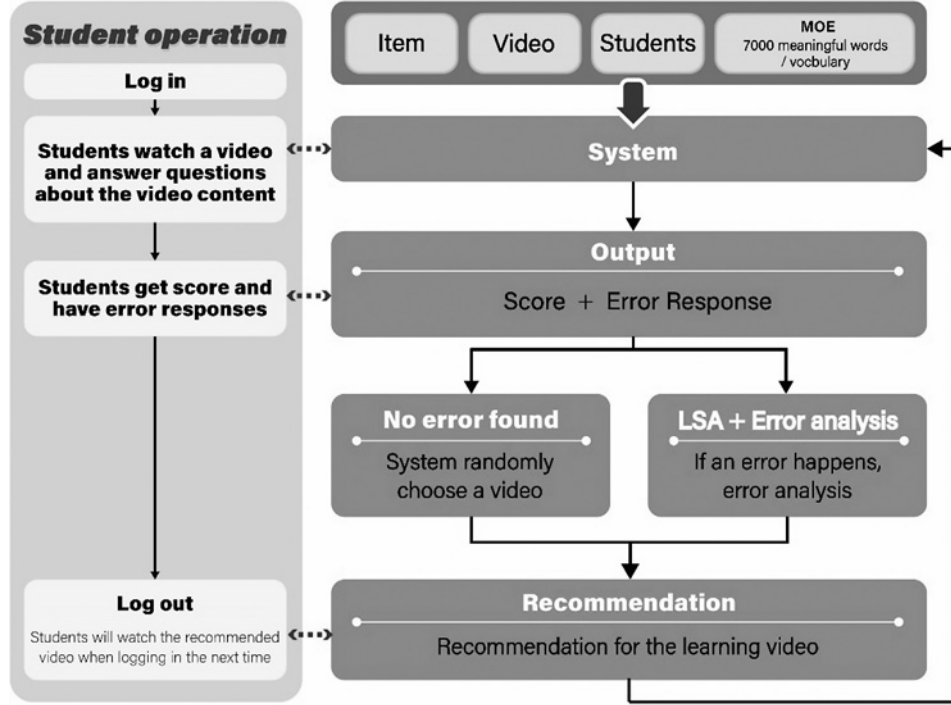 Student operation
Log in
Students watch a video
and answer questions
about the video content
Students get score and
have error responses
Log out
Students will watch the recommended
video when logging in the next time
Item
Video
Students
MOE
7000 meaningful words
/ vocbulary
System
Output
Score + Error Response
No error found
System randomly
choose a video
LSA + Error analysis
If an error happens,
error analysis
Recommendation
Recommendation for the learning video